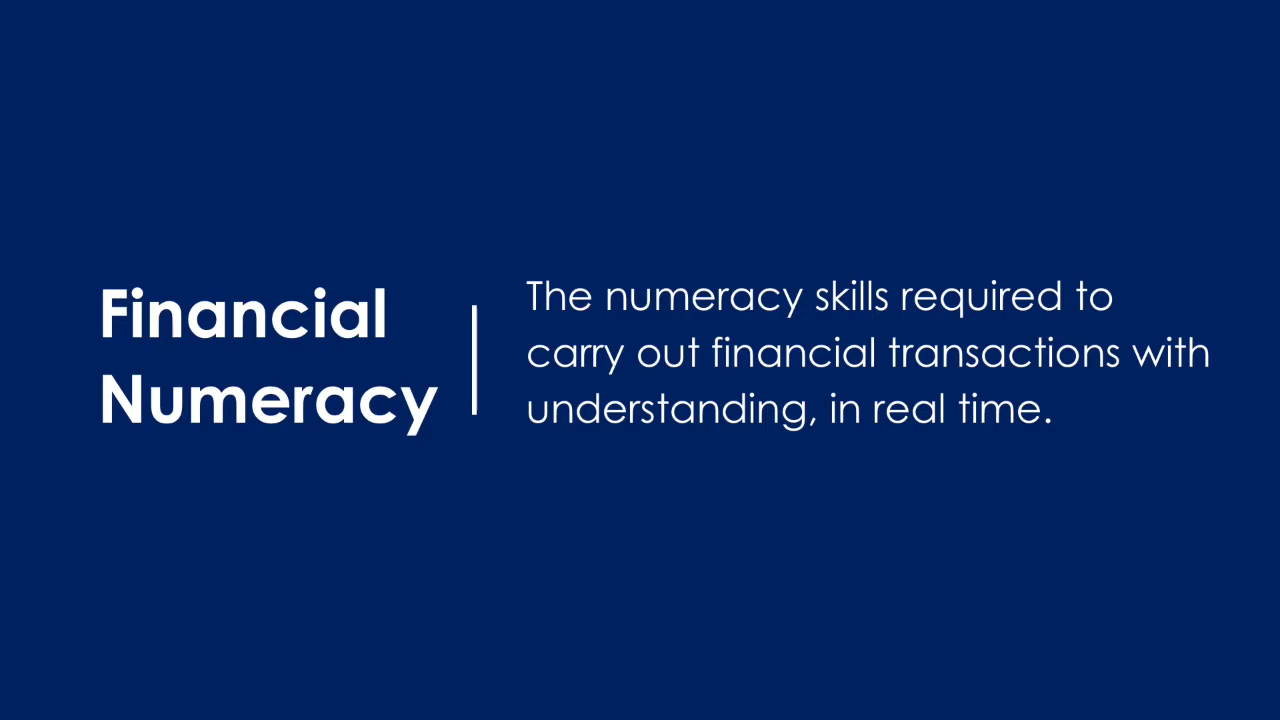 Financial
Numeracy
The numeracy skills required to
carry out financial transactions with
understanding, in real time.